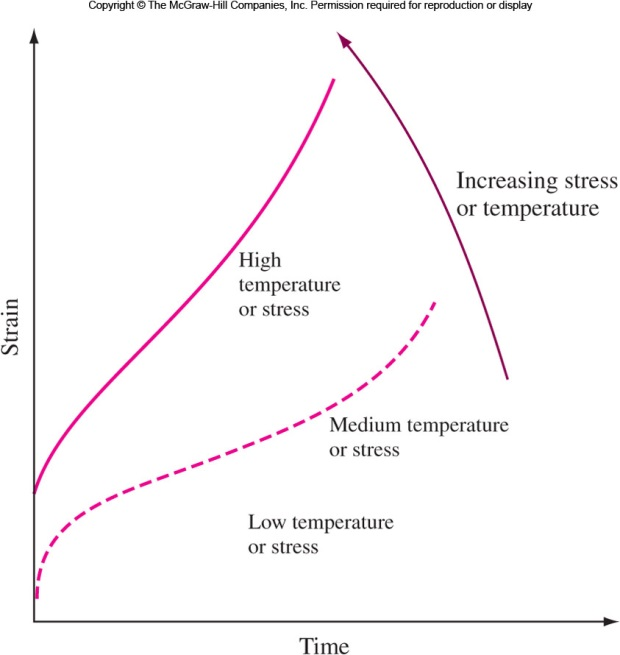 Copyright © The McGraw-Hill Companies, Inc. Permission required for reproduction or display
Increasing stress
or temperature
High
temperature
or stress
Strain
Medium temperature
or stress
Low temperature
or stress
Time